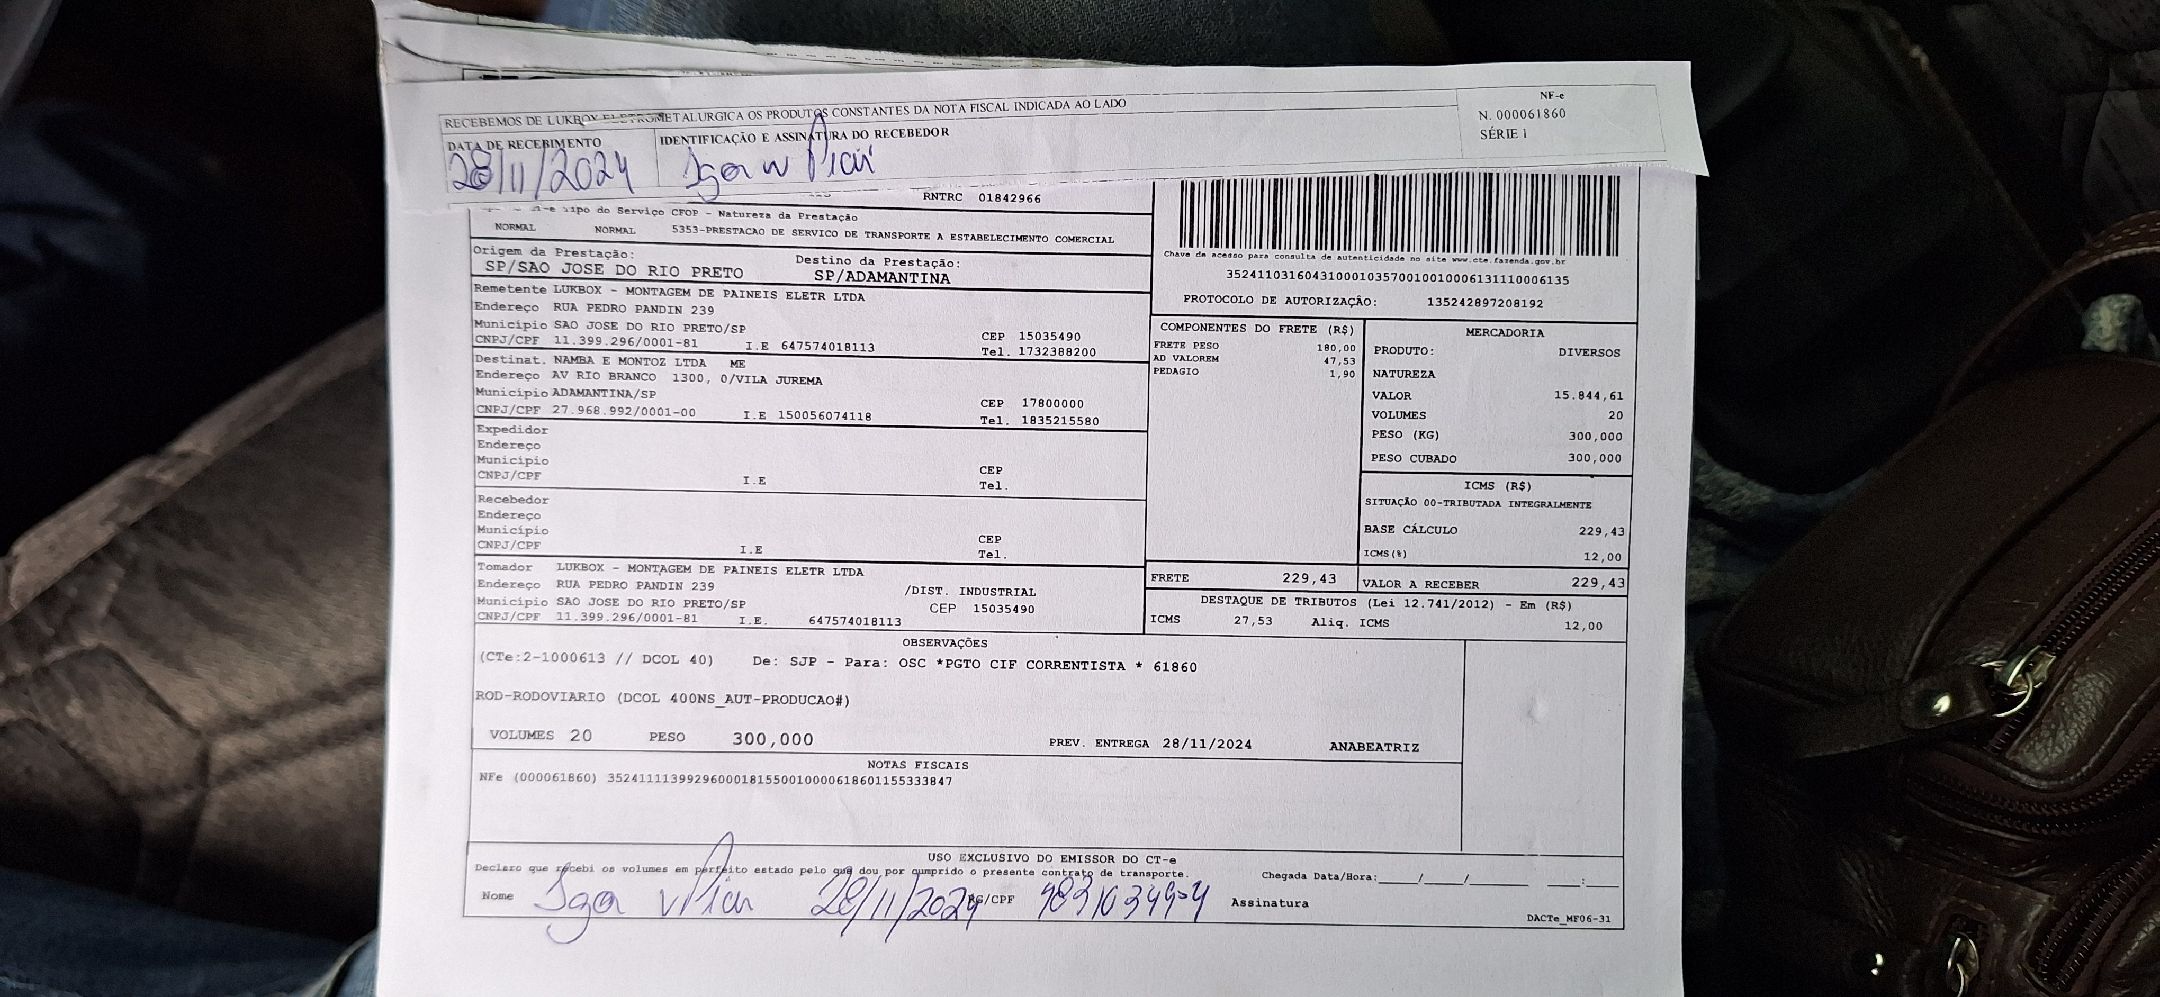 RECEBEMOS DE LUKBOX ELETROMETALURGICA OS PRODUTOS CONSTANTES DA NOTA FISCAL INDICADA AO LADO
DATA DE RECEBIMENTO
IDENTIFICAÇÃO E ASSINATURA DO RECEBEDOR
28/11/2024
NF-e
N. 000061860
SÉRIE 1
RNTRC 01842966
Tipo do Serviço CFOP - Natureza da Prestação
NORMAL NORMAL 5353-PRESTACAO DE SERVICO DE TRANSPORTE A ESTABELECIMENTO COMERCIAL
Origem da Prestação: Destino da Prestação:
SP/SAO JOSE DO RIO PRETO SP/ADAMANTINA
Remetente LUKBOX - MONTAGEM DE PAINEIS ELETR LTDA
Endereço RUA PEDRO PANDIN 239
Município SAO JOSE DO RIO PRETO/SP CEP 15035490
CNPJ/CPF 11.399.296/0001-81 I.E 647574018113 Tel. 1732388200
Destinat. NAMBA E MONTOZ LTDA ME
Endereço AV RIO BRANCO 1300, 0/VILA JUREMA
Município ADAMANTINA/SP CEP 17800000
CNPJ/CPF 27.968.992/0001-00 I.E 150056074118 Tel. 1835215580
Expedidor
Endereço
Município CEP
CNPJ/CPF I.E Tel.
Recebedor
Endereço
Município CEP
CNPJ/CPF I.E Tel.
Tomador LUKBOX - MONTAGEM DE PAINEIS ELETR LTDA
Endereço RUA PEDRO PANDIN 239 /DIST. INDUSTRIAL
Município SAO JOSE DO RIO PRETO/SP CEP 15035490
CNPJ/CPF 11.399.296/0001-81 I.E. 647574018113
Chave de acesso para consulta de autenticidade no site www.cte.fazenda.gov.br
35241103160431000103570010010006131110006135
PROTOCOLO DE AUTORIZAÇÃO: 135242897208192
COMPONENTES DO FRETE (R$)
FRETE PESO 180,00
AD VALOREM 47,53
PEDAGIO 1,90
MERCADORIA
PRODUTO: DIVERSOS
NATUREZA
VALOR 15.844,61
VOLUMES 20
PESO (KG) 300,000
PESO CUBADO 300,000
ICMS (R$)
SITUAÇÃO 00-TRIBUTADA INTEGRALMENTE
BASE CÁLCULO 229,43
ICMS(%) 12,00
FRETE 229,43 VALOR A RECEBER 229,43
DESTAQUE DE TRIBUTOS (Lei 12.741/2012) - Em (R$)
ICMS 27,53 Aliq. ICMS 12,00
OBSERVAÇÕES
(CTe:2-1000613 // DCOL 40) De: SJP - Para: OSC *PGTO CIF CORRENTISTA * 61860
ROD-RODOVIARIO (DCOL 400NS_AUT-PRODUCAO#)
VOLUMES 20 PESO 300,000 PREV. ENTREGA 28/11/2024 ANABEATRIZ
NOTAS FISCAIS
NFe (000061860) 35241111399296000181550010000618601155333847
USO EXCLUSIVO DO EMISSOR DO CT-e
Declaro que recebi os volumes em perfeito estado pelo que dou por cumprido o presente contrato de transporte. Chegada Data/Hora:___/___/______ ___:___
Nome 28/11/2024 RG/CPF Assinatura
DACTe_MF06-31